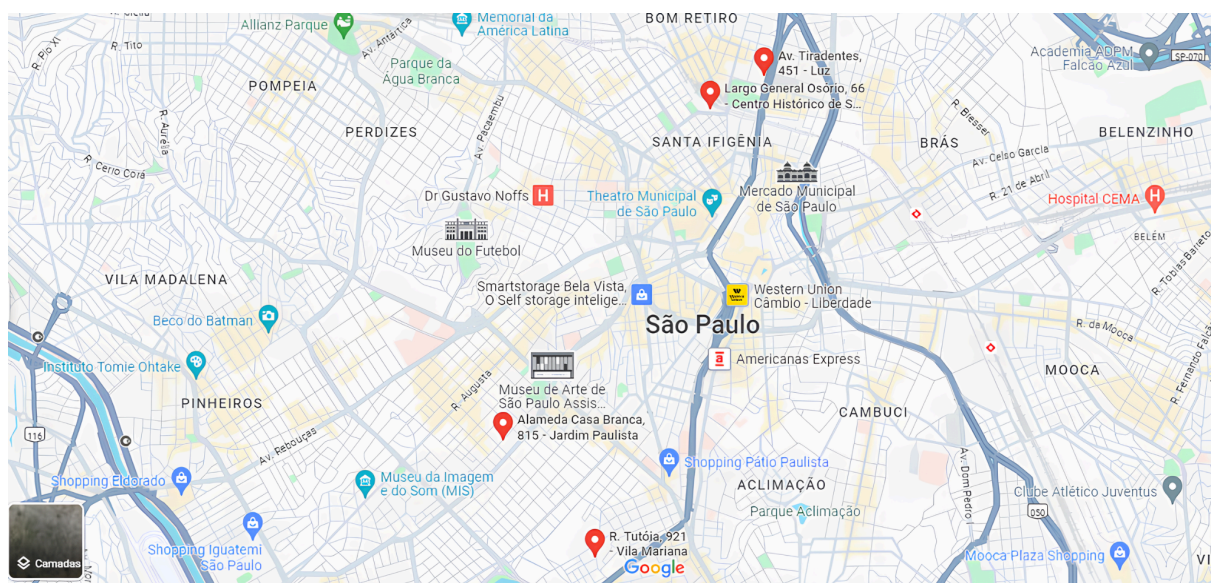 Allianz Parque
Memorial da
América Latina
BOM RETIRO
R. Pio XI
R. Tito
Av. Antártica
Parque da
Água Branca
Av. Tiradentes,
451 - Luz
Academia ADPM
Falcão Azul
SP-070
POMPEIA
Largo General Osório, 66
- Centro Histórico de S...
R. Aurélia
PERDIZES
Av. Pacaembu
SANTA IFIGÊNIA
BRÁS
R. Bresser
BELENZINHO
R. Cerro Corá
Av. Celso Garcia
R. 21 de Abril
Dr Gustavo Noffs
Theatro Municipal
de São Paulo
Mercado Municipal
de São Paulo
Hospital CEMA
Museu do Futebol
BELÉM
R. Tobias Barreto
VILA MADALENA
Smartstorage Bela Vista,
O Self storage intelige...
Western Union
Câmbio - Liberdade
Beco do Batman
São Paulo
R. da Mooca
Instituto Tomie Ohtake
Americanas Express
R. Fernando Falcão
MOOCA
Museu de Arte de
São Paulo Assis...
R. Augusta
PINHEIROS
Alameda Casa Branca,
815 - Jardim Paulista
CAMBUCI
116
Av. Rebouças
Shopping Pátio Paulista
Av. Dom Pedro I
Shopping Eldorado
Museu da Imagem
e do Som (MIS)
ACLIMAÇÃO
Clube Atlético Juventus
Parque Aclimação
050
R. Tutóia, 921
- Vila Mariana
Shopping Iguatemi
São Paulo
Mooca Plaza Shopping
Camadas
Google